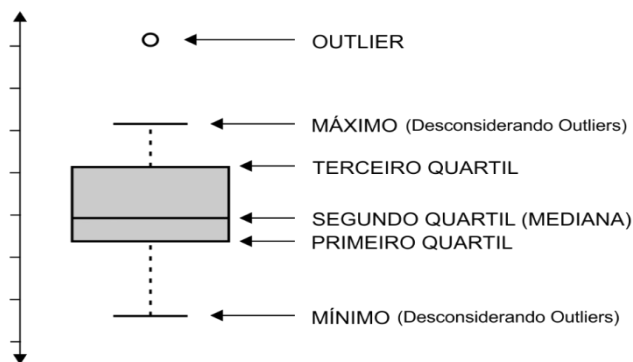 OUTLIER
MÁXIMO (Desconsiderando Outliers)
TERCEIRO QUARTIL
SEGUNDO QUARTIL (MEDIANA)
PRIMEIRO QUARTIL
MÍNIMO (Desconsiderando Outliers)